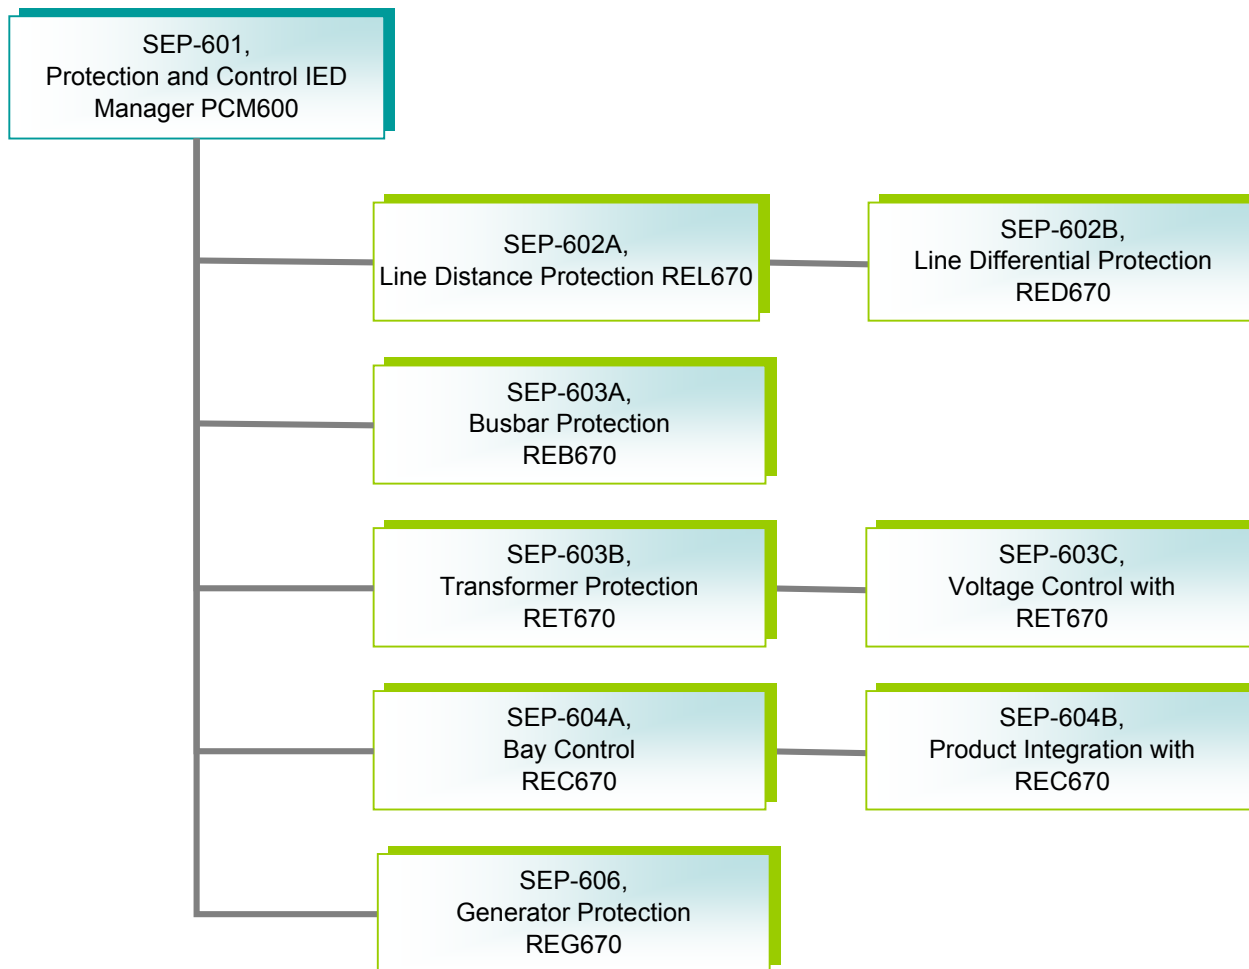 SEP-601,
Protection and Control IED
Manager PCM600
SEP-602A,
Line Distance Protection REL670
SEP-602B,
Line Differential Protection
RED670
SEP-603A,
Busbar Protection
REB670
SEP-603B,
Transformer Protection
RET670
SEP-603C,
Voltage Control with
RET670
SEP-604A,
Bay Control
REC670
SEP-604B,
Product Integration with
REC670
SEP-606,
Generator Protection
REG670